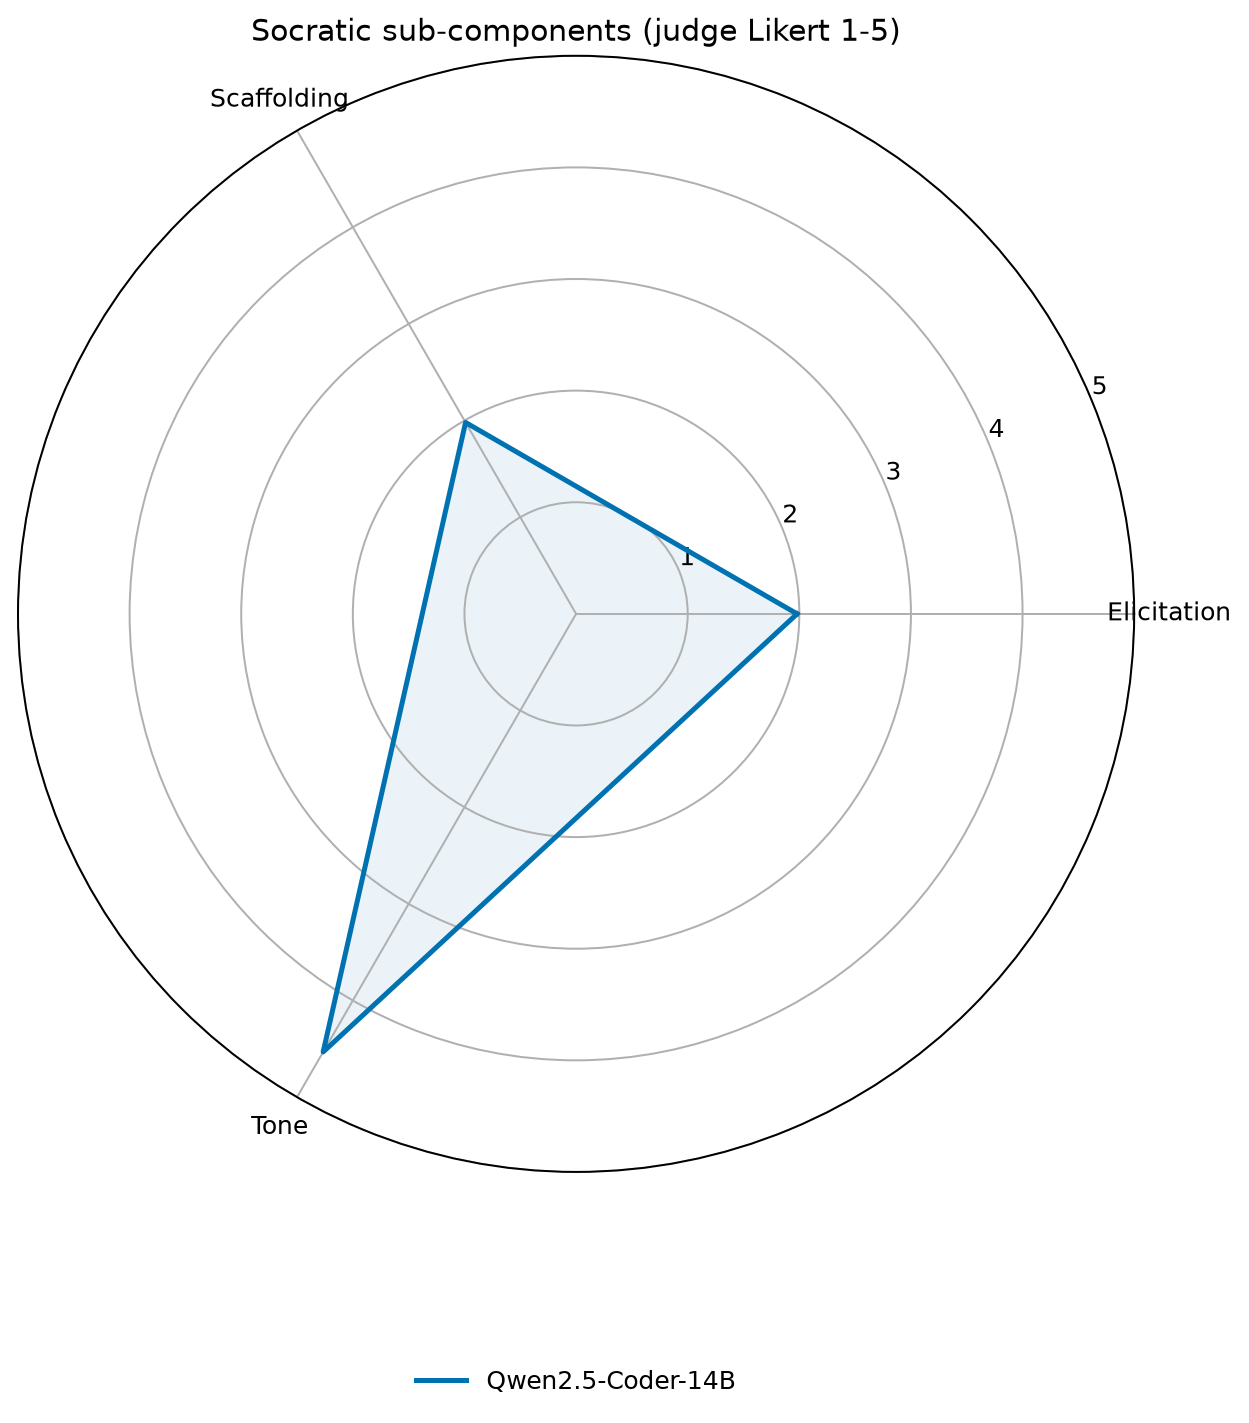 Socratic sub-components (judge Likert 1-5)
Scaffolding
5
4
3
2
1
Elicitation
Tone
Qwen2.5-Coder-14B